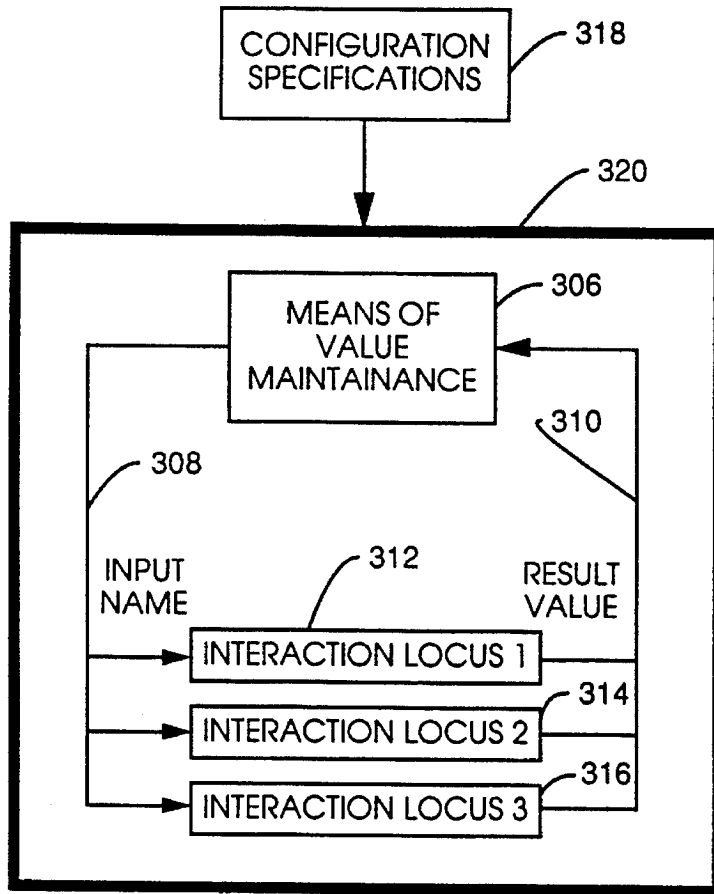 CONFIGURATION
SPECIFICATIONS
318
320
MEANS OF
VALUE
MAINTAINANCE
306
310
308
INPUT
NAME
312
RESULT
VALUE
INTERACTION LOCUS 1
314
INTERACTION LOCUS 2
316
INTERACTION LOCUS 3